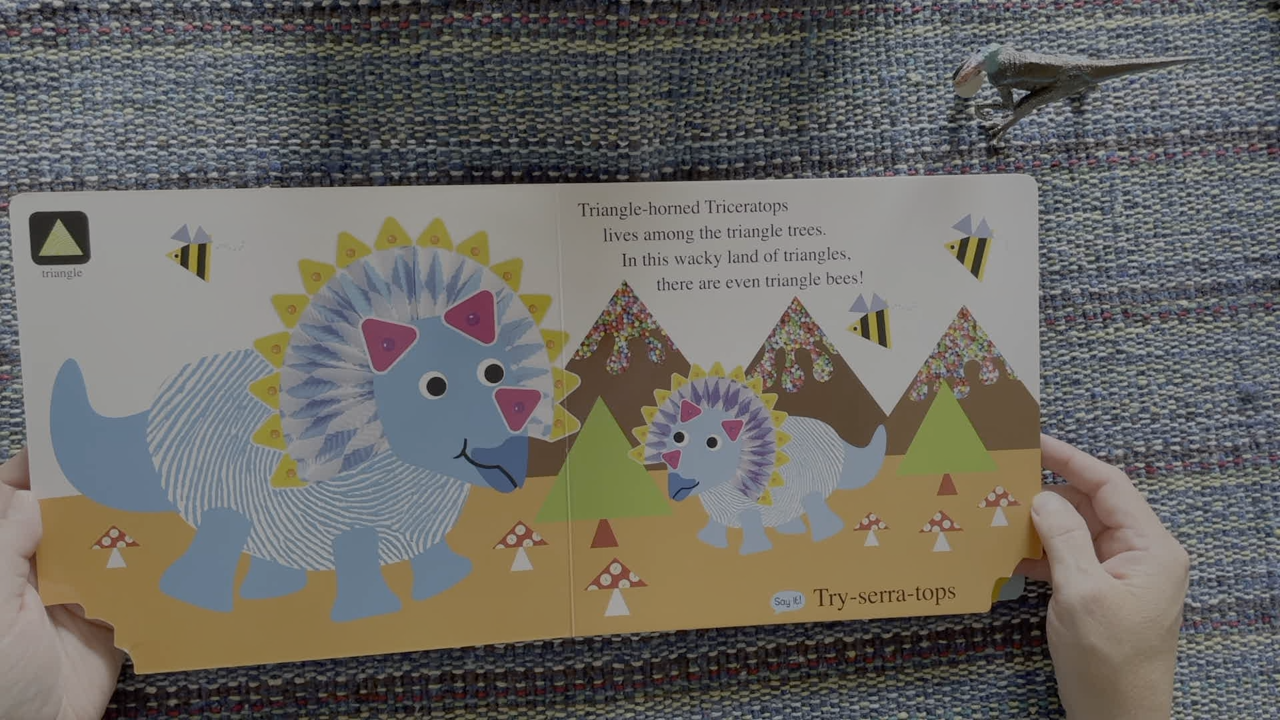 triangle
Triangle-horned Triceratops
lives among the triangle trees.
In this wacky land of triangles,
there are even triangle bees!
Say It!
Try-serra-tops